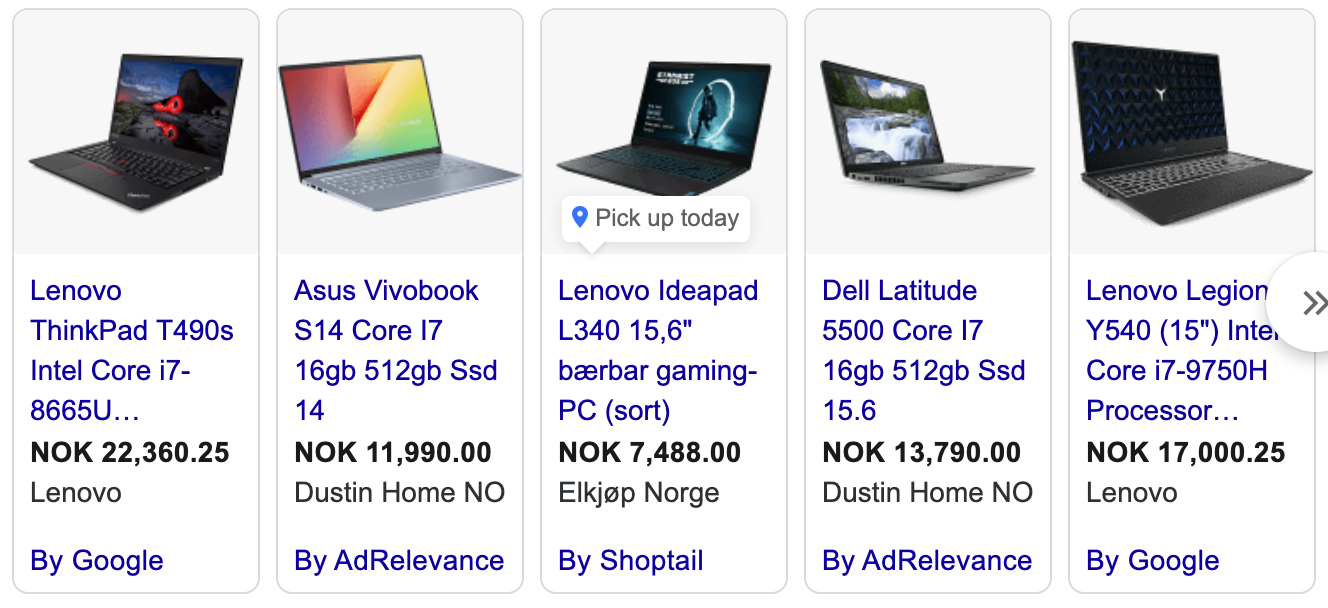 Pick up today
Lenovo
ThinkPad T490s
Intel Core i7-
8665U…
NOK 22,360.25
Lenovo
By Google
Asus Vivobook
S14 Core I7
16gb 512gb Ssd
14
NOK 11,990.00
Dustin Home NO
By AdRelevance
Lenovo Ideapad
L340 15,6"
bærbar gaming-
PC (sort)
NOK 7,488.00
Elkjøp Norge
By Shoptail
Dell Latitude
5500 Core I7
16gb 512gb Ssd
15.6
NOK 13,790.00
Dustin Home NO
By AdRelevance
Lenovo Legion
Y540 (15") Intel
Core i7-9750H
Processor…
NOK 17,000.25
Lenovo
By Google